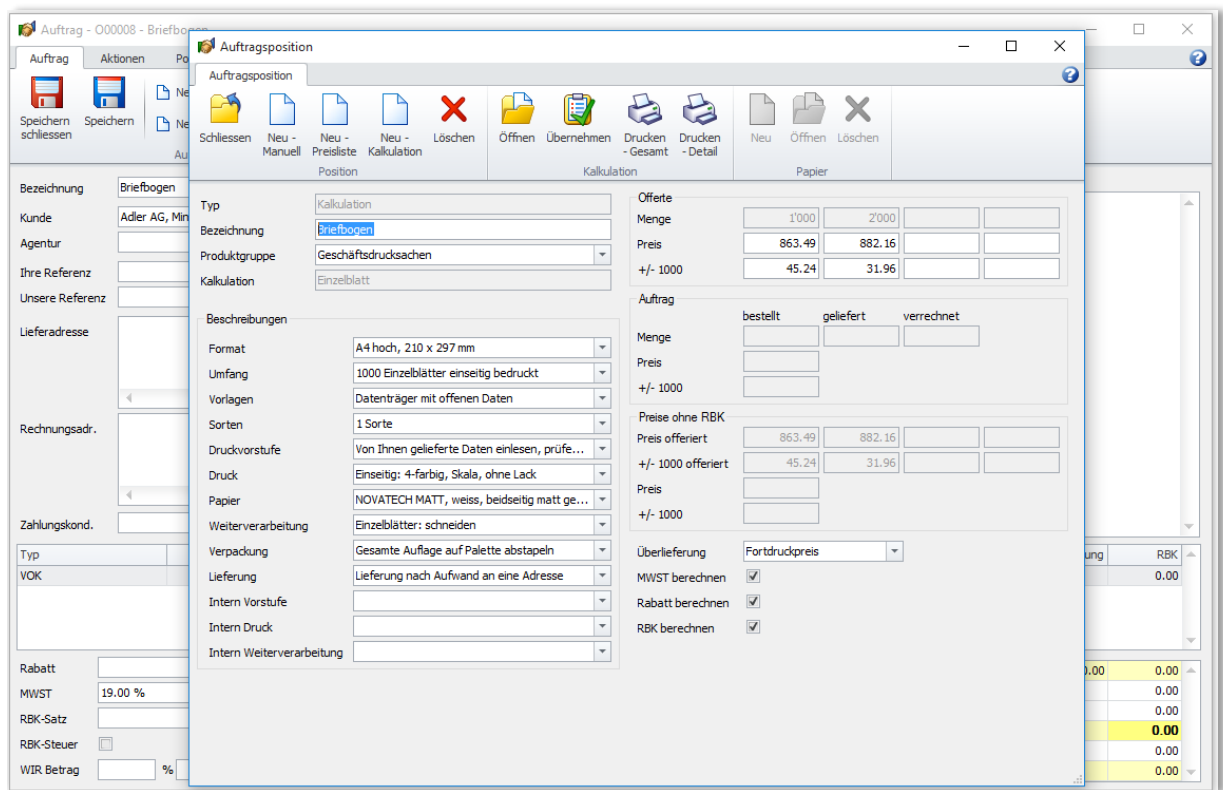 Auftrag - O00008 - Briefbogen
Auftrag Aktionen Po
Speichern schliessen
Speichern
Ne
Ne
Au
Bezeichnung Briefbogen
Kunde Adler AG, Min
Agentur
Ihre Referenz
Unsere Referenz
Lieferadresse
Rechnungsadr.
Zahlungskond.
Typ
VOK
Rabatt
MWST 19.00 %
RBK-Satz
RBK-Steuer
WIR Betrag %
Auftragsposition
Auftragsposition
Schliessen
Neu - Manuell
Neu - Preisliste
Neu - Kalkulation
Löschen
Position
Öffnen
Übernehmen
Drucken - Gesamt
Drucken - Detail
Kalkulation
Neu
Öffnen
Löschen
Papier
Typ Kalkulation
Bezeichnung Briefbogen
Produktgruppe Geschäftsdrucksachen
Kalkulation Einzelblatt
Beschreibungen
Format A4 hoch, 210 x 297 mm
Umfang 1000 Einzelblätter einseitig bedruckt
Vorlagen Datenträger mit offenen Daten
Sorten 1 Sorte
Druckvorstufe Von Ihnen gelieferte Daten einlesen, prüfe...
Druck Einseitig: 4-farbig, Skala, ohne Lack
Papier NOVATECH MATT, weiss, beidseitig matt ge...
Weiterverarbeitung Einzelblätter: schneiden
Verpackung Gesamte Auflage auf Palette abstapeln
Lieferung Lieferung nach Aufwand an eine Adresse
Intern Vorstufe
Intern Druck
Intern Weiterverarbeitung
Offerte
Menge 1'000 2'000
Preis 863.49 882.16
+/- 1000 45.24 31.96
Auftrag
bestellt geliefert verrechnet
Menge
Preis
+/- 1000
Preise ohne RBK
Preis offeriert 863.49 882.16
+/- 1000 offeriert 45.24 31.96
Preis
+/- 1000
Überlieferung Fortdruckpreis
MWST berechnen
Rabatt berechnen
RBK berechnen
ung RBK
0.00
0.00 0.00
0.00
0.00
0.00
0.00
0.00